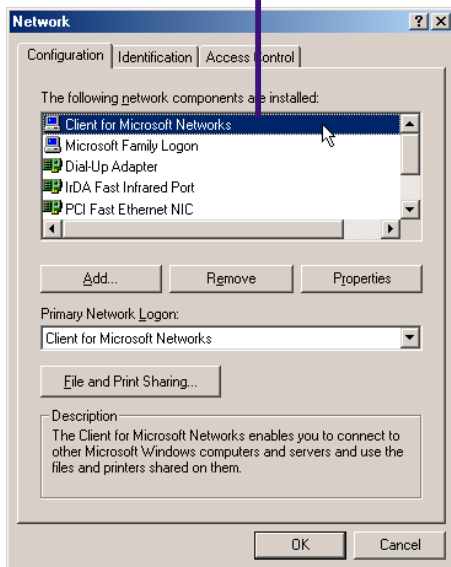 Network
Configuration Identification Access Control
The following network components are installed:
Client for Microsoft Networks
Microsoft Family Logon
Dial-Up Adapter
IrDA Fast Infrared Port
PCI Fast Ethernet NIC
Add... Remove Properties
Primary Network Logon:
Client for Microsoft Networks
File and Print Sharing...
Description
The Client for Microsoft Networks enables you to connect to
other Microsoft Windows computers and servers and use the
files and printers shared on them.
OK Cancel